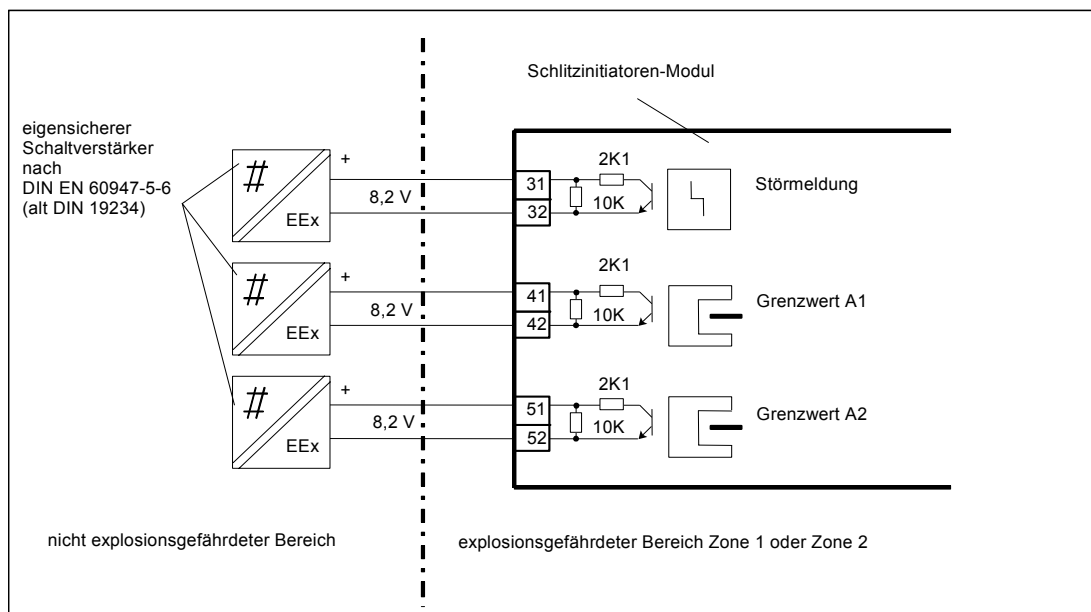 Schlitzinitiatoren-Modul
eigensicherer
Schaltverstärker
nach
DIN EN 60947-5-6
(alt DIN 19234)
#
EEx
+
8,2 V
31
32
2K1
10K
Störmeldung
#
EEx
+
8,2 V
41
42
2K1
10K
Grenzwert A1
#
EEx
+
8,2 V
51
52
2K1
10K
Grenzwert A2
nicht explosionsgefährdeter Bereich
explosionsgefährdeter Bereich Zone 1 oder Zone 2